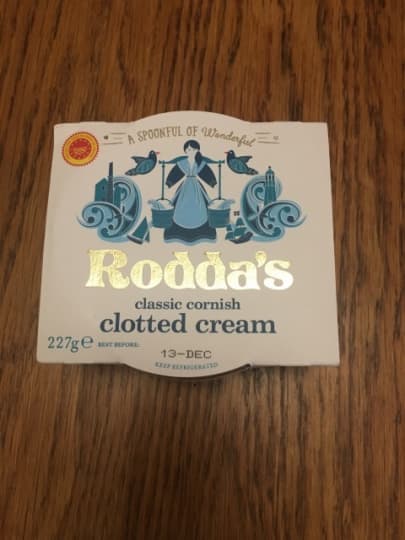 A SPOONFUL OF Wonderful
Rodda's
classic cornish
clotted cream
227g℮ BEST BEFORE:
13-DEC
KEEP REFRIGERATED